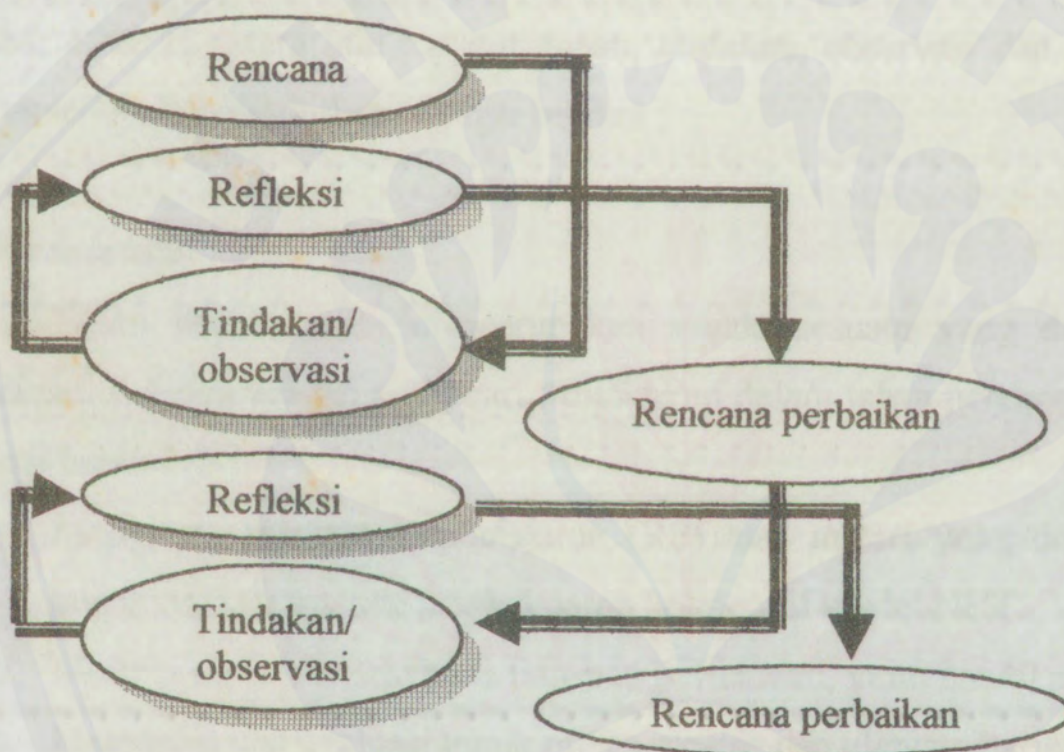 Rencana
Refleksi
Tindakan/
observasi
Rencana perbaikan
Refleksi
Tindakan/
observasi
Rencana perbaikan